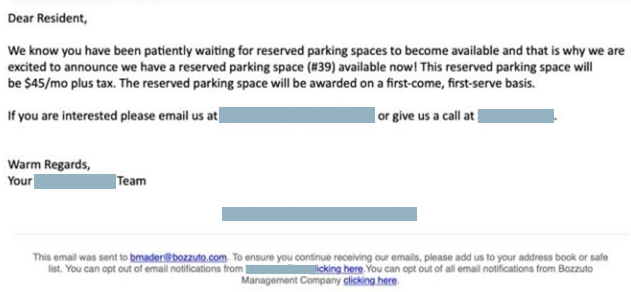 Dear Resident,
We know you have been patiently waiting for reserved parking spaces to become available and that is why we are
excited to announce we have a reserved parking space (#39) available now! This reserved parking space will
be $45/mo plus tax. The reserved parking space will be awarded on a first-come, first-serve basis.
If you are interested please email us at or give us a call at .
Warm Regards,
Your Team
This email was sent to bmader@bozzuto.com. To ensure you continue receiving our emails, please add us to your address book or safe
list. You can opt out of email notifications from icking here.You can opt out of all email notifications from Bozzuto
Management Company clicking here.